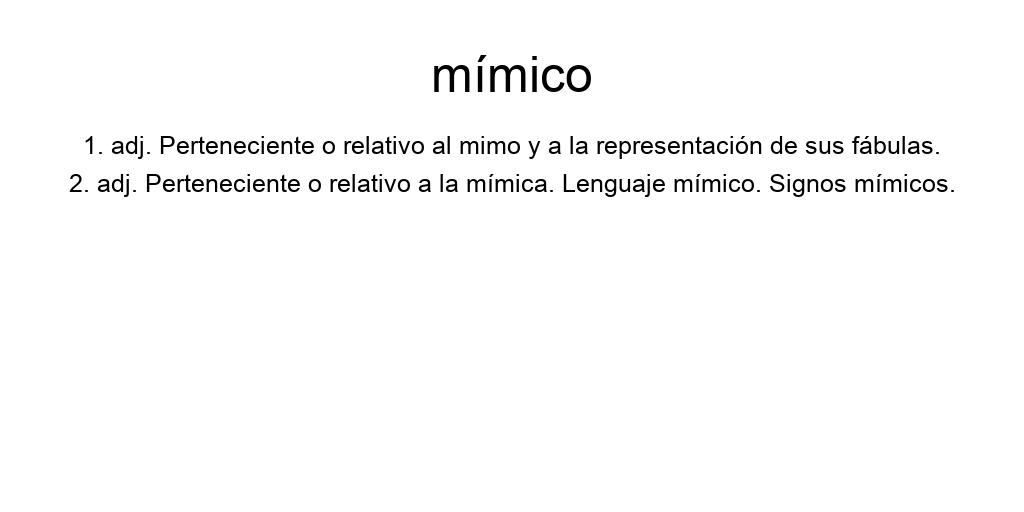 mímico
1. adj. Perteneciente o relativo al mimo y a la representación de sus fábulas.
2. adj. Perteneciente o relativo a la mímica. Lenguaje mímico. Signos mímicos.